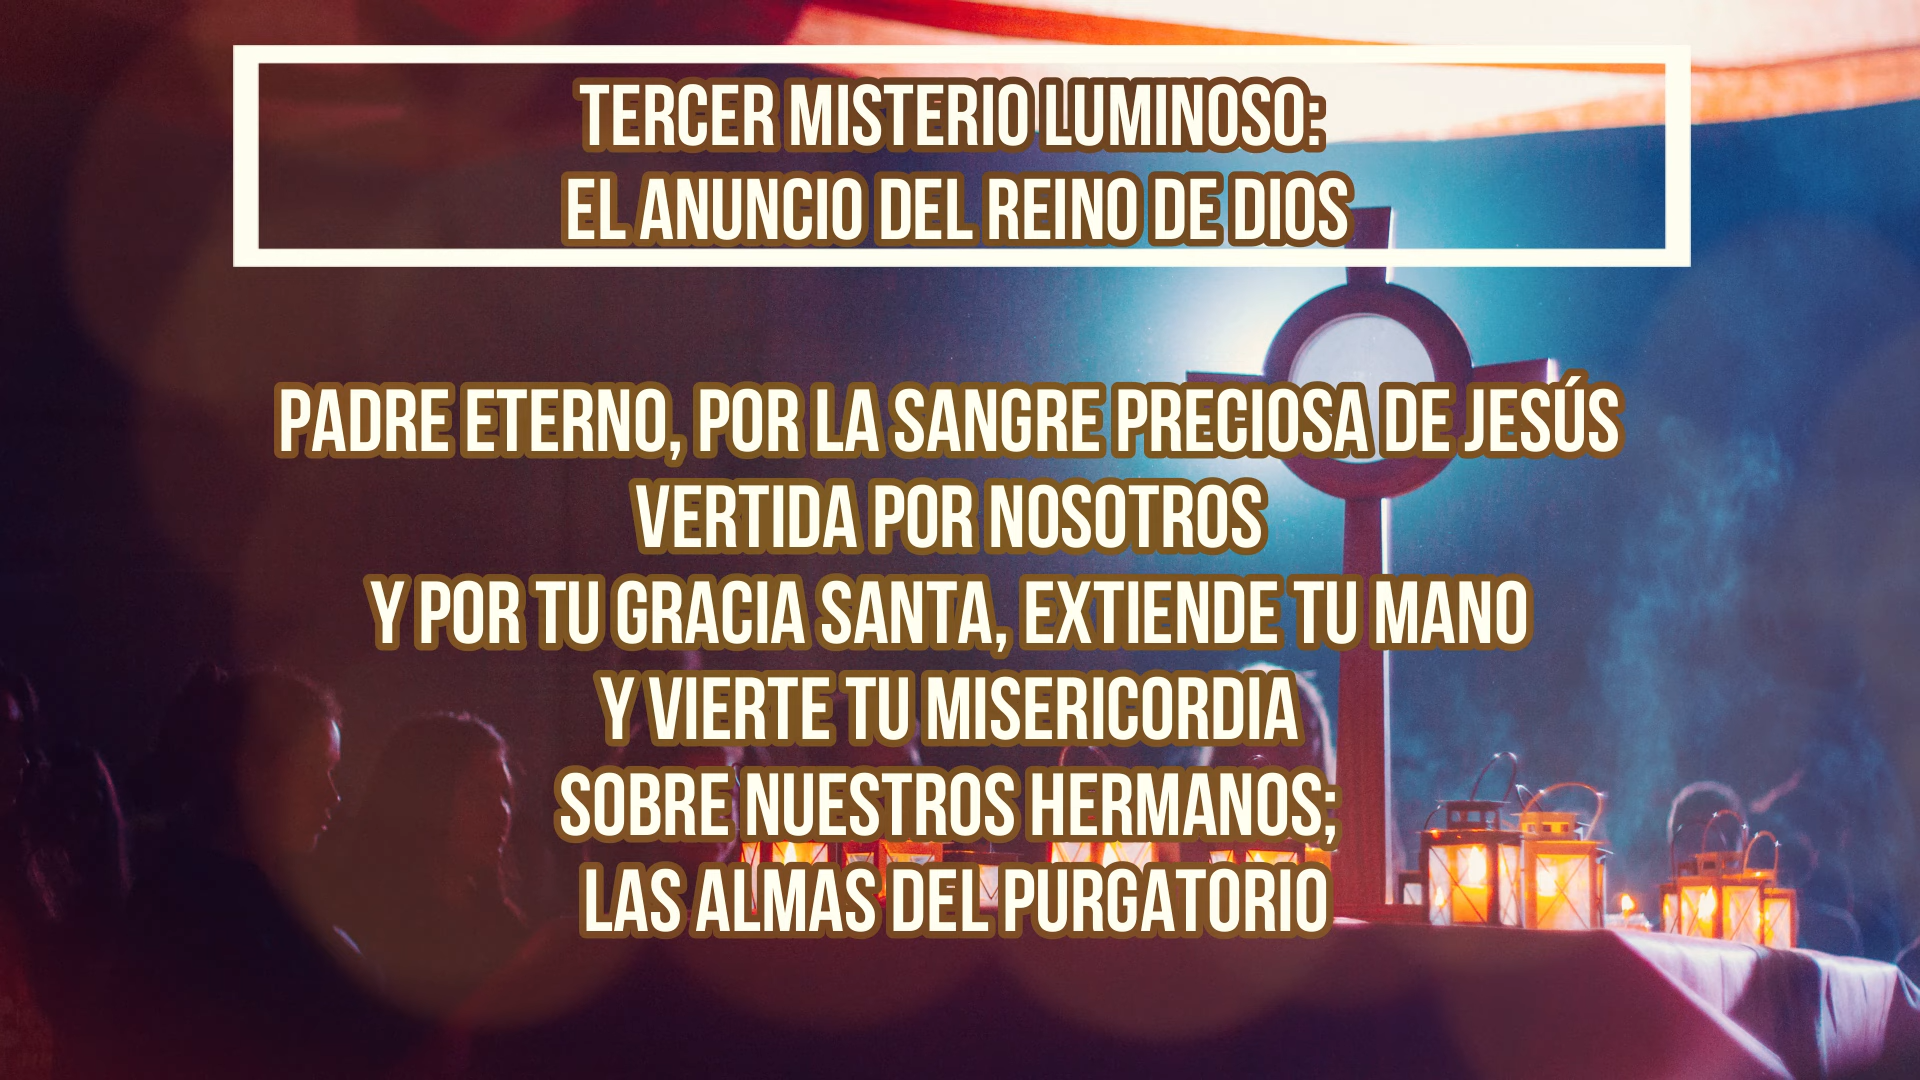 TERCER MISTERIO LUMINOSO:
EL ANUNCIO DEL REINO DE DIOS
PADRE ETERNO, POR LA SANGRE PRECIOSA DE JESÚS
VERTIDA POR NOSOTROS
Y POR TU GRACIA SANTA, EXTIENDE TU MANO
Y VIERTE TU MISERICORDIA
SOBRE NUESTROS HERMANOS;
LAS ALMAS DEL PURGATORIO